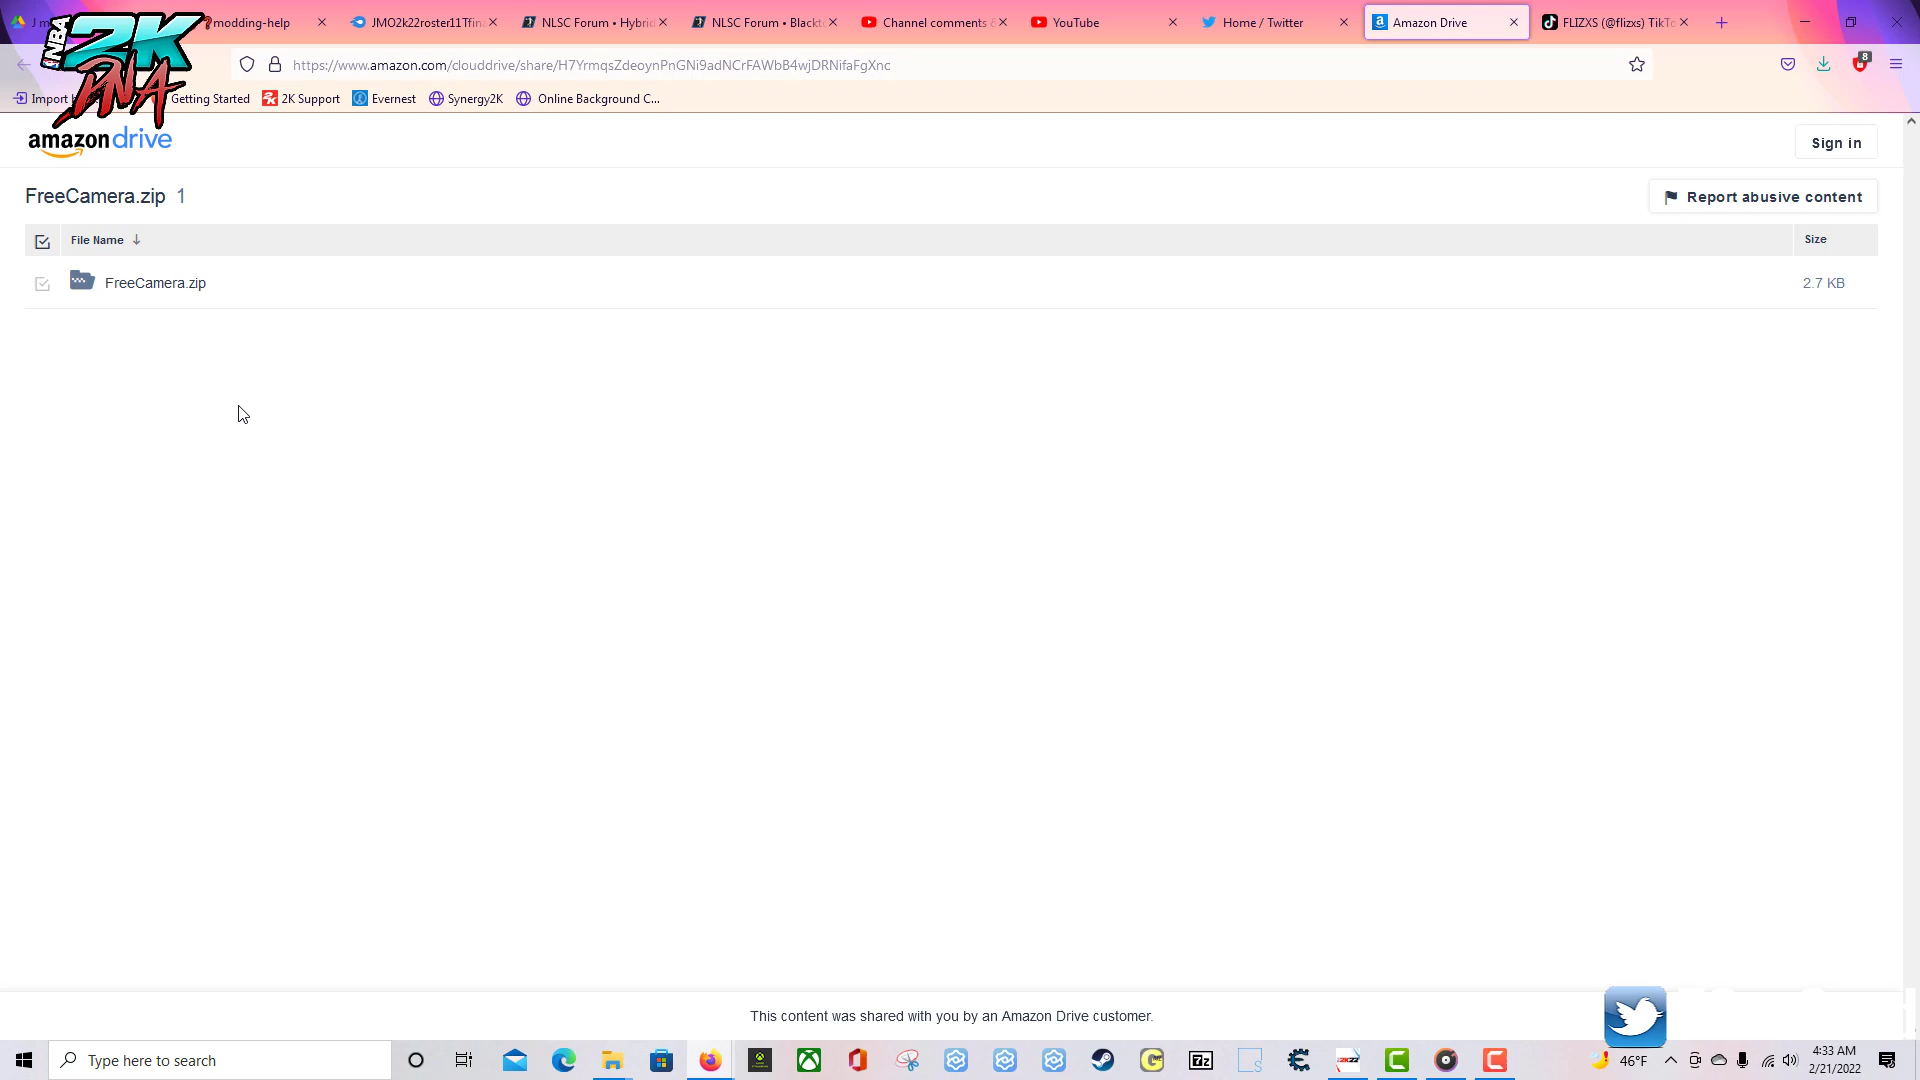 J m
modding-help
JMO2k22roster11Tfin
NLSC Forum • Hybrid
NLSC Forum • Blackt
Channel comments &
YouTube
Home / Twitter
Amazon Drive
FLIZXS (@flizxs) TikTo
NBA 2K DNA
https://www.amazon.com/clouddrive/share/H7YrmqsZdeoynPnGNi9adNCrFAWbB4wjDRNifaFgXnc
8
Import
Getting Started
2K Support
Evernest
Synergy2K
Online Background C...
amazon drive
Sign in
FreeCamera.zip 1
Report abusive content
File Name
Size
FreeCamera.zip
2.7 KB
This content was shared with you by an Amazon Drive customer.
Type here to search
7z
2K22
46°F
4:33 AM
2/21/2022